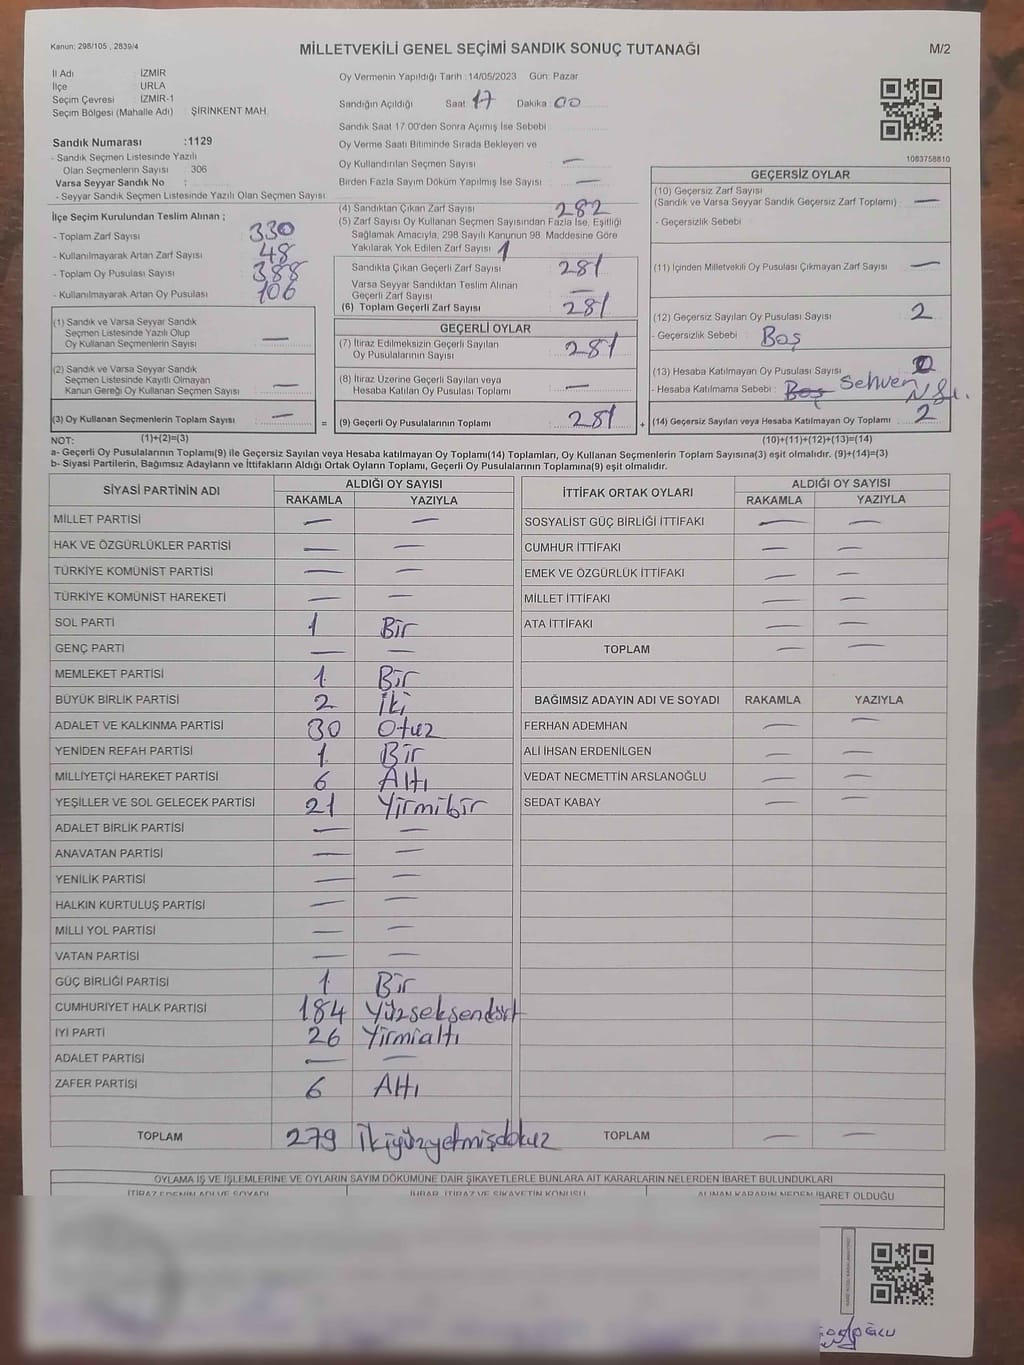 Kanun: 298/105 , 2839/4
MİLLETVEKİLİ GENEL SEÇİMİ SANDIK SONUÇ TUTANAĞI
M/2
İl Adı : İZMİR
İlçe : URLA
Seçim Çevresi : İZMİR-1
Seçim Bölgesi (Mahalle Adı) ŞİRİNKENT MAH.
Sandık Numarası :1129
- Sandık Seçmen Listesinde Yazılı
Olan Seçmenlerin Sayısı : 306
Varsa Seyyar Sandık No :
- Seyyar Sandık Seçmen Listesinde Yazılı Olan Seçmen Sayısı
İlçe Seçim Kurulundan Teslim Alınan ;
- Toplam Zarf Sayısı 330
- Kullanılmayarak Artan Zarf Sayısı 48
- Toplam Oy Pusulası Sayısı 388
- Kullanılmayarak Artan Oy Pusulası 106
(1) Sandık ve Varsa Seyyar Sandık
Seçmen Listesinde Yazılı Olup
Oy Kullanan Seçmenlerin Sayısı —
(2) Sandık ve Varsa Seyyar Sandık
Seçmen Listesinde Kayıtlı Olmayan
Kanun Gereği Oy Kullanan Seçmen Sayısı —
(3) Oy Kullanan Seçmenlerin Toplam Sayısı —
Oy Vermenin Yapıldığı Tarih : 14/05/2023 Gün: Pazar
Sandığın Açıldığı Saat 17 Dakika 00
Sandık Saat 17.00'den Sonra Açımış İse Sebebi
Oy Verme Saati Bitiminde Sırada Bekleyen ve
Oy Kullandırılan Seçmen Sayısı —
Birden Fazla Sayım Döküm Yapılmış İse Sayısı —
(4) Sandıktan Çıkan Zarf Sayısı 282
(5) Zarf Sayısı Oy Kullanan Seçmen Sayısından Fazla İse, Eşitliği
Sağlamak Amacıyla, 298 Sayılı Kanunun 98. Maddesine Göre
Yakılarak Yok Edilen Zarf Sayısı 1
Sandıkta Çıkan Geçerli Zarf Sayısı 281
Varsa Seyyar Sandıktan Teslim Alınan
Geçerli Zarf Sayısı —
(6) Toplam Geçerli Zarf Sayısı 281
GEÇERLİ OYLAR
(7) İtiraz Edilmeksizin Geçerli Sayılan
Oy Pusulalarının Sayısı 281
(8) İtiraz Üzerine Geçerli Sayılan veya
Hesaba Katılan Oy Pusulaları Toplamı —
= (9) Geçerli Oy Pusulalarının Toplamı 281 +
1083758810
GEÇERSİZ OYLAR
(10) Geçersiz Zarf Sayısı
(Sandık ve Varsa Seyyar Sandık Geçersiz Zarf Toplamı) —
- Geçersizlik Sebebi
(11) İçinden Milletvekili Oy Pusulası Çıkmayan Zarf Sayısı —
(12) Geçersiz Sayılan Oy Pusulası Sayısı 2
- Geçersizlik Sebebi : Boş
(13) Hesaba Katılmayan Oy Pusulası Sayısı
- Hesaba Katılmama Sebebi : Boş Sehven
(14) Geçersiz Sayılan veya Hesaba Katılmayan Oy Toplamı 2
NOT: (1)+(2)=(3) (10)+(11)+(12)+(13)=(14)
a- Geçerli Oy Pusulalarının Toplamı(9) ile Geçersiz Sayılan veya Hesaba katılmayan Oy Toplamı(14) Toplamları, Oy Kullanan Seçmenlerin Toplam Sayısına(3) eşit olmalıdır. (9)+(14)=(3)
b- Siyasi Partilerin, Bağımsız Adayların ve İttifakların Aldığı Ortak Oyların Toplamı, Geçerli Oy Pusulalarının Toplamına(9) eşit olmalıdır.
SİYASİ PARTİNİN ADI ALDIĞI OY SAYISI
RAKAMLA YAZIYLA
MİLLET PARTİSİ — —
HAK VE ÖZGÜRLÜKLER PARTİSİ — —
TÜRKİYE KOMÜNİST PARTİSİ — —
TÜRKİYE KOMÜNİST HAREKETİ — —
SOL PARTİ 1 Bir
GENÇ PARTİ — —
MEMLEKET PARTİSİ 1 Bir
BÜYÜK BİRLİK PARTİSİ 2 İki
ADALET VE KALKINMA PARTİSİ 30 Otuz
YENİDEN REFAH PARTİSİ 1 Bir
MİLLİYETÇİ HAREKET PARTİSİ 6 Altı
YEŞİLLER VE SOL GELECEK PARTİSİ 21 Yirmibir
ADALET BİRLİK PARTİSİ — —
ANAVATAN PARTİSİ — —
YENİLİK PARTİSİ — —
HALKIN KURTULUŞ PARTİSİ — —
MİLLİ YOL PARTİSİ — —
VATAN PARTİSİ — —
GÜÇ BİRLİĞİ PARTİSİ 1 Bir
CUMHURİYET HALK PARTİSİ 184 Yüzseksendört
İYİ PARTİ 26 Yirmialtı
ADALET PARTİSİ — —
ZAFER PARTİSİ 6 Altı
TOPLAM 279 İkiyüzyetmişdokuz
İTTİFAK ORTAK OYLARI ALDIĞI OY SAYISI
RAKAMLA YAZIYLA
SOSYALİST GÜÇ BİRLİĞİ İTTİFAKI — —
CUMHUR İTTİFAKI — —
EMEK VE ÖZGÜRLÜK İTTİFAKI — —
MİLLET İTTİFAKI — —
ATA İTTİFAKI — —
TOPLAM — —
BAĞIMSIZ ADAYIN ADI VE SOYADI RAKAMLA YAZIYLA
FERHAN ADEMHAN — —
ALİ İHSAN ERDENİLGEN — —
VEDAT NECMETTİN ARSLANOĞLU — —
SEDAT KABAY — —
TOPLAM — —
OYLAMA İŞ VE İŞLEMLERİNE VE OYLARIN SAYIM DÖKÜMÜNE DAİR ŞİKAYETLERLE BUNLARA AİT KARARLARIN NELERDEN İBARET BULUNDUKLARI
İTİRAZ EDENİN ADI VE SOYADI İHBAR, İTİRAZ VE ŞİKAYETİN KONUSU ALINAN KARARIN NEDEN İBARET OLDUĞU